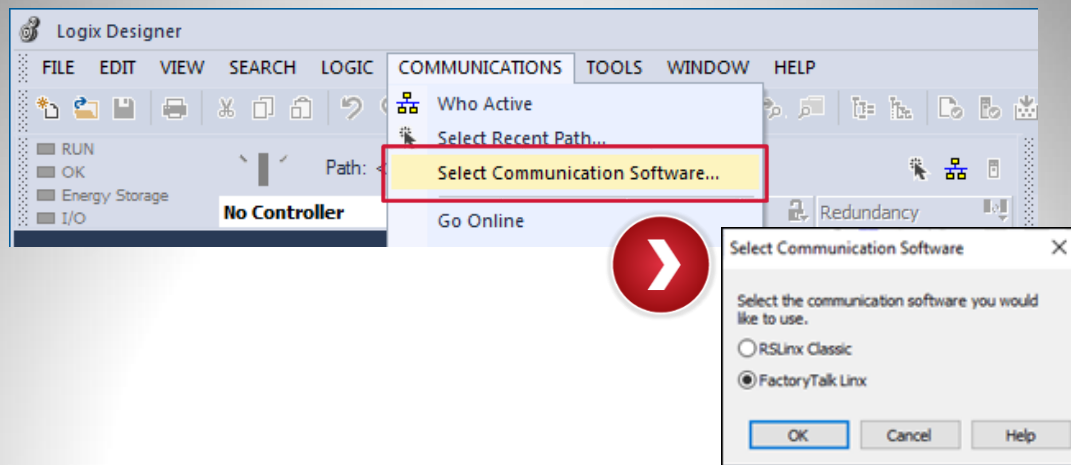 Logix Designer
FILE EDIT VIEW SEARCH LOGIC COMMUNICATIONS TOOLS WINDOW HELP
Who Active
Select Recent Path...
RUN
OK
Energy Storage
I/O
Path: <
Select Communication Software...
No Controller
Go Online
Redundancy
Select Communication Software
Select the communication software you would
like to use.
RSLinx Classic
FactoryTalk Linx
OK Cancel Help